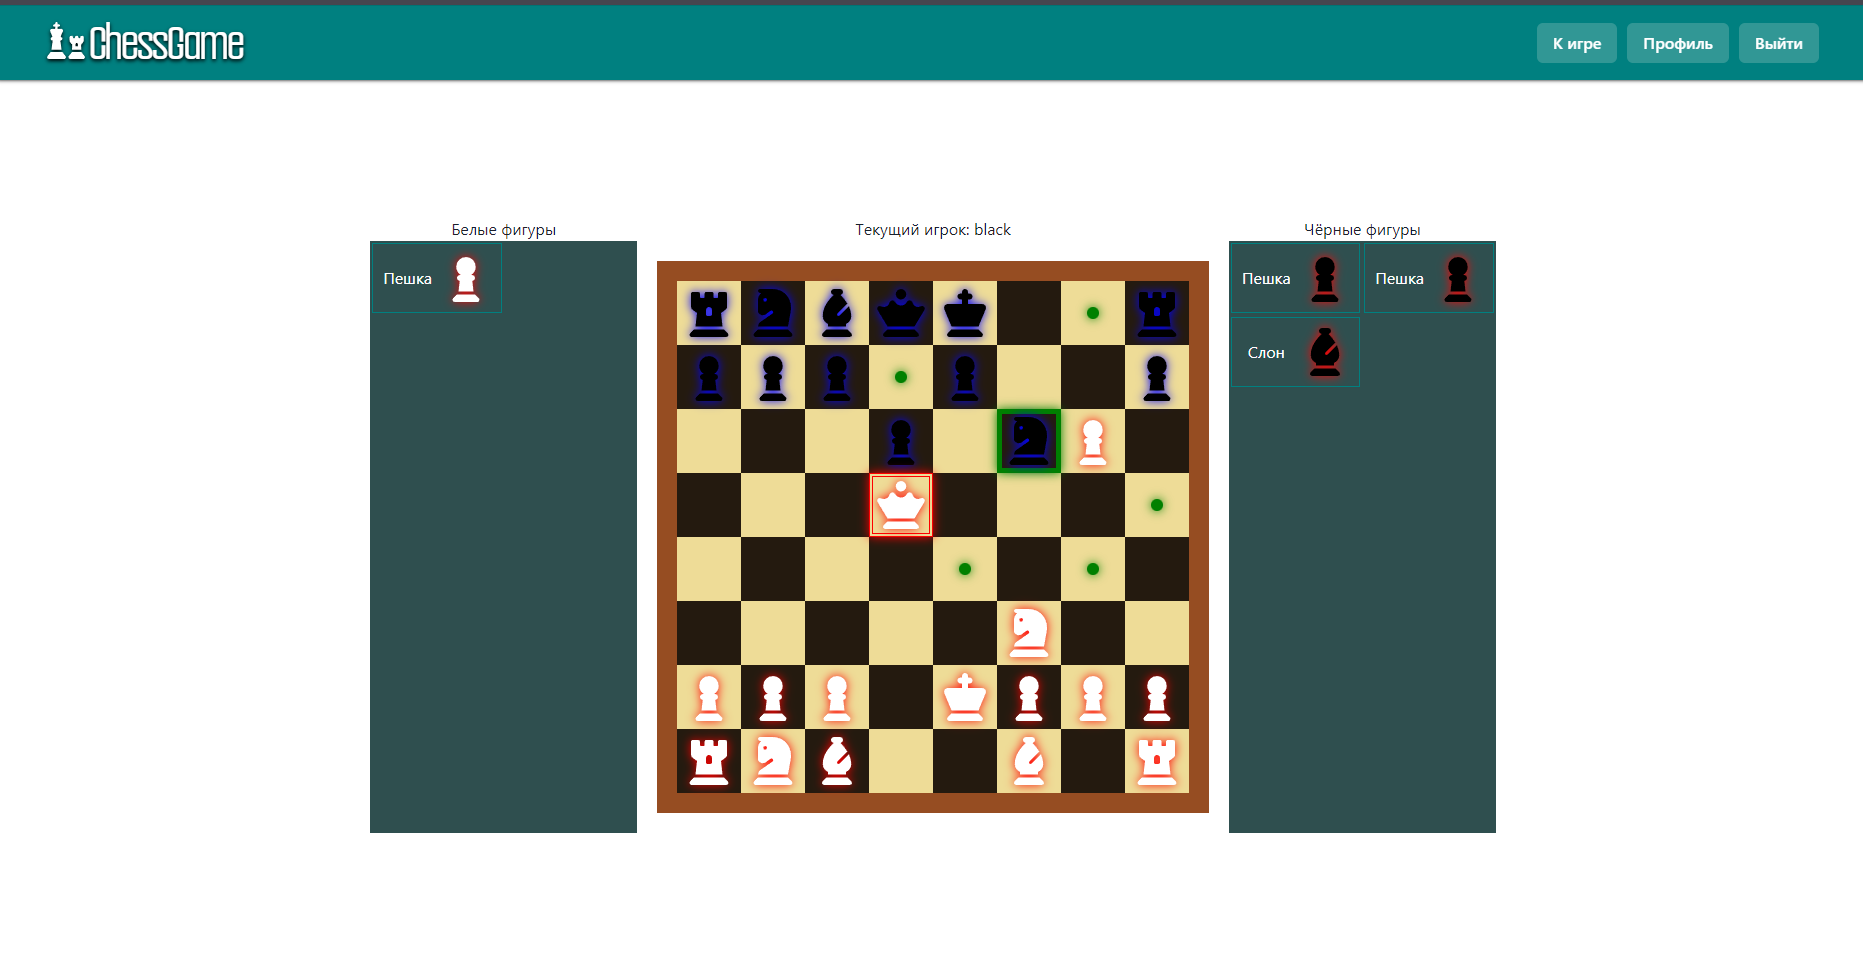 ChessGame
К игре
Профиль
Выйти
Белые фигуры
Текущий игрок: black
Чёрные фигуры
Пешка
Пешка
Пешка
Слон